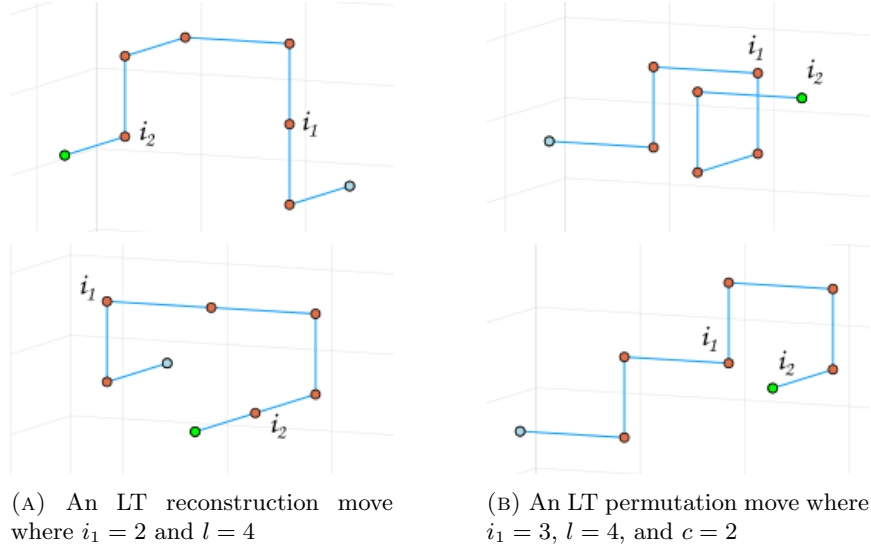 i₁
i₂
i₁
i₂
i₁
i₂
i₁
i₂
(A) An LT reconstruction move
where i₁ = 2 and l = 4
(B) An LT permutation move where
i₁ = 3, l = 4, and c = 2